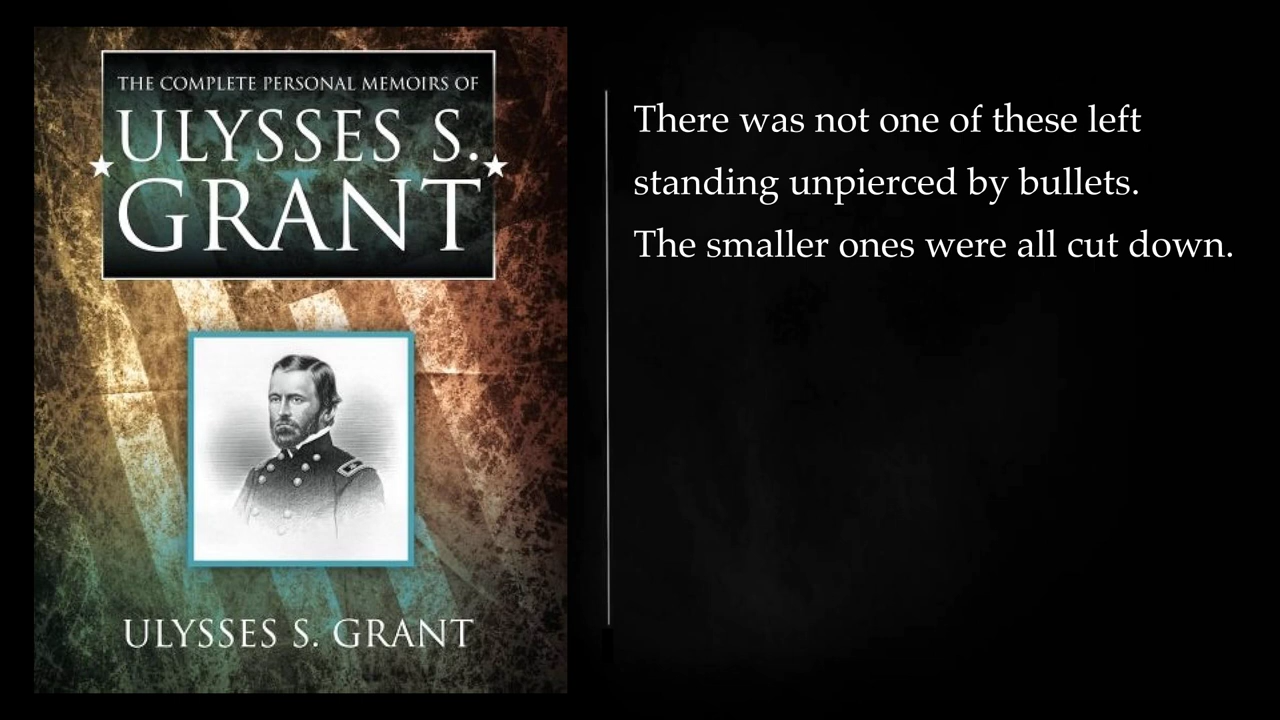 THE COMPLETE PERSONAL MEMOIRS OF
ULYSSES S.
GRANT
ULYSSES S. GRANT
There was not one of these left
standing unpierced by bullets.
The smaller ones were all cut down.